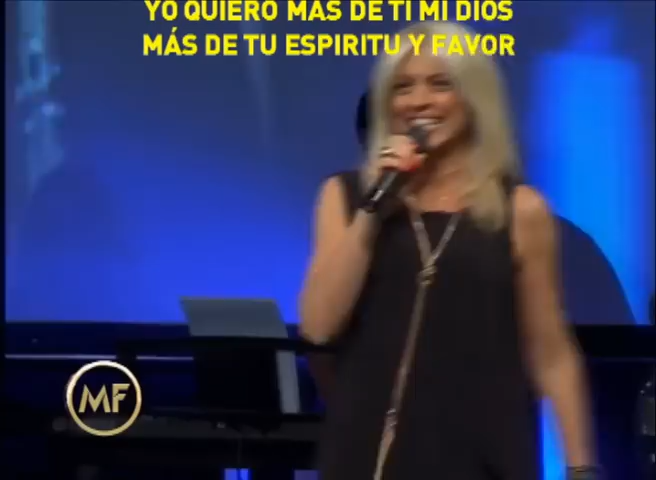 YO QUIERO MAS DE TI MI DIOS
MÁS DE TU ESPIRITU Y FAVOR
MF